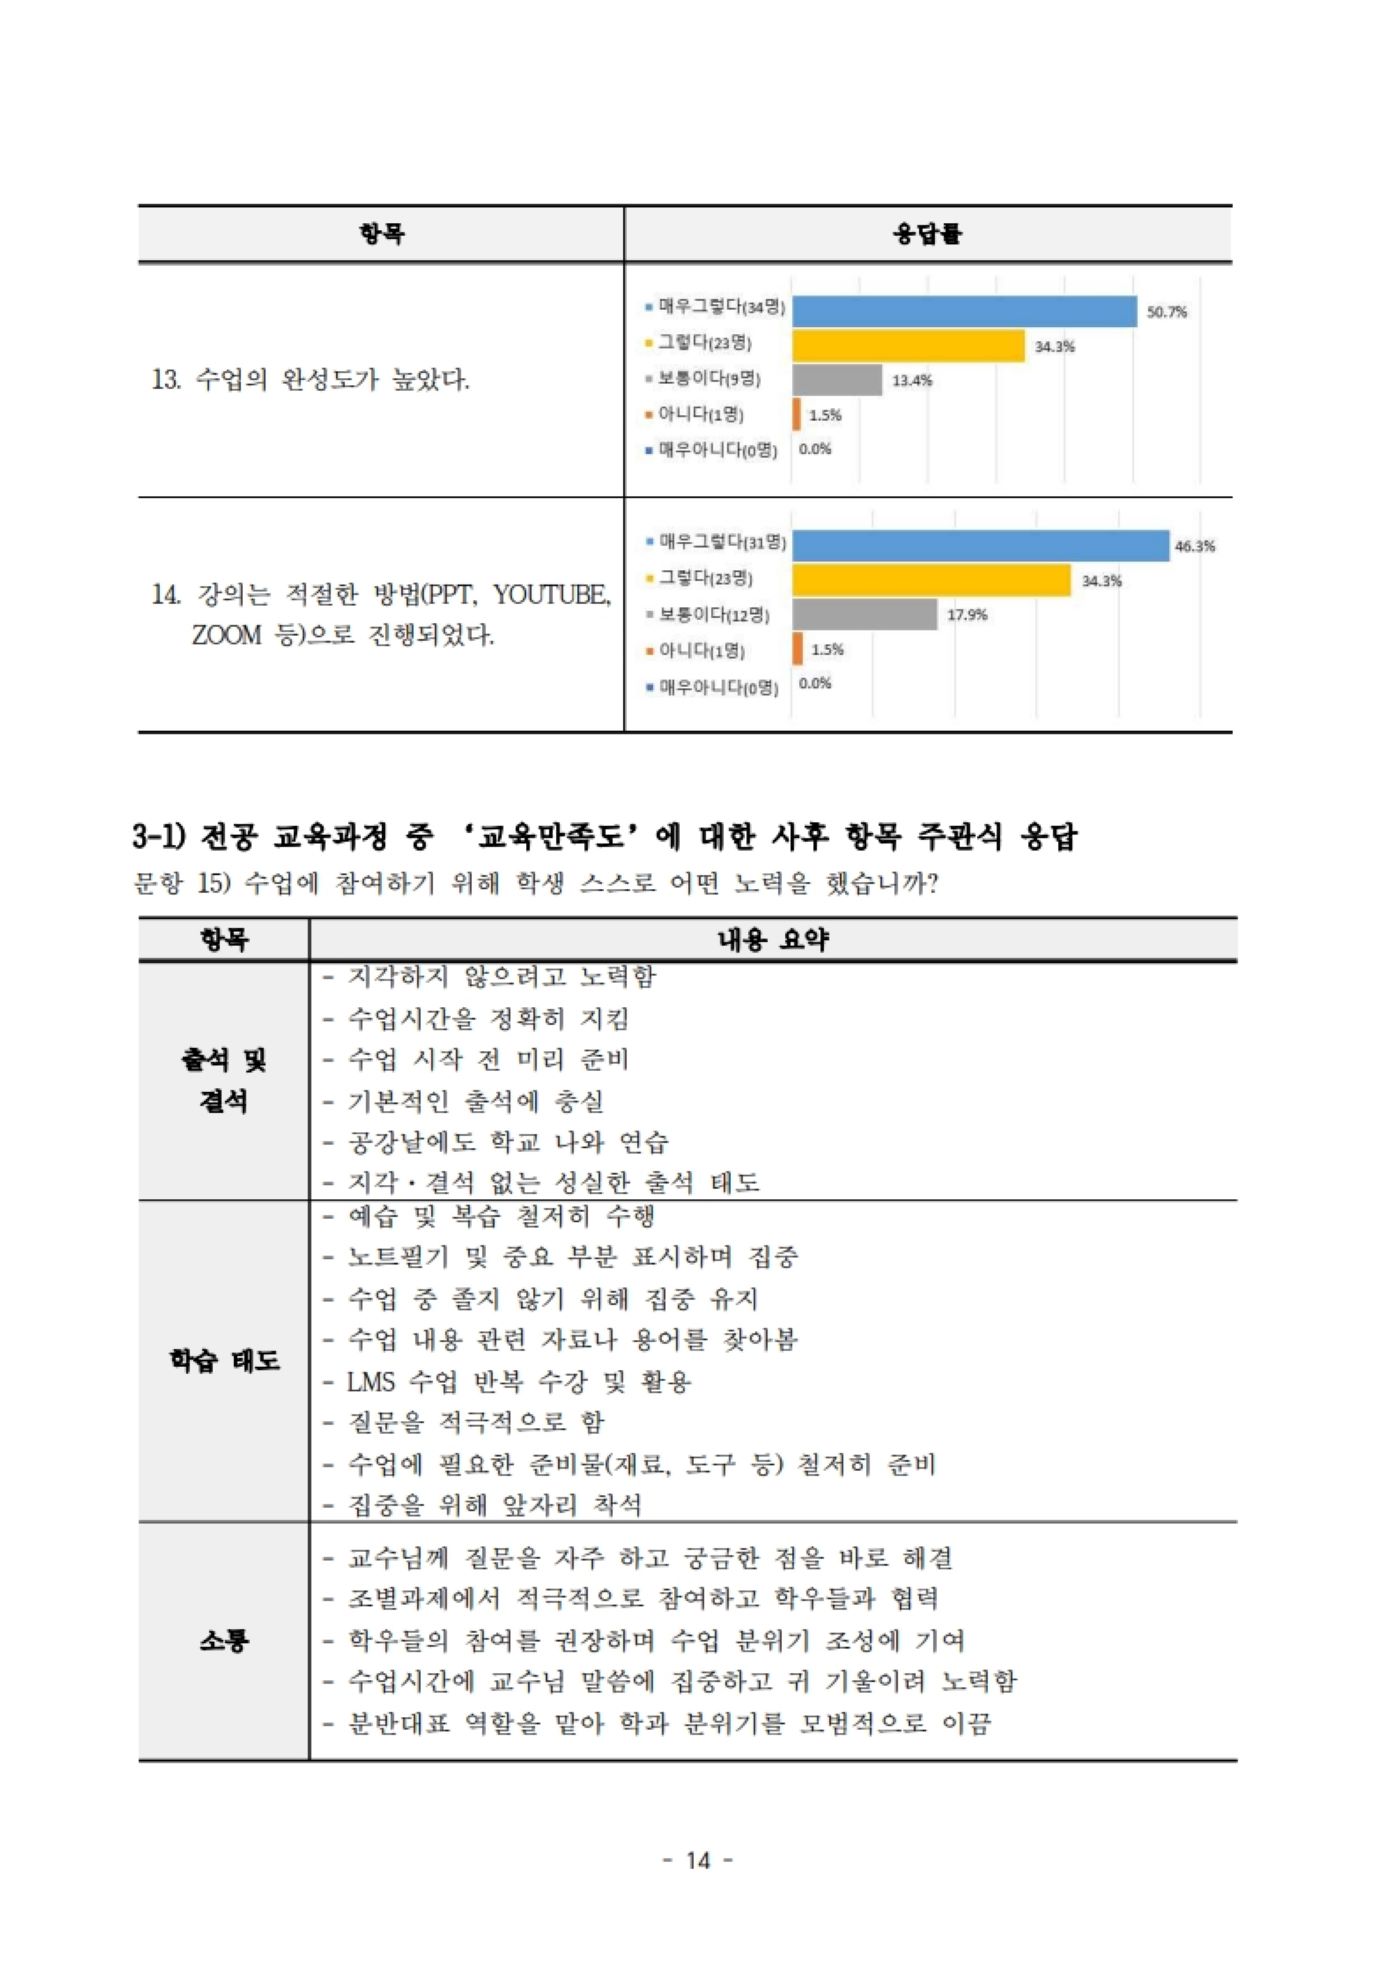 항목 응답률
13. 수업의 완성도가 높았다.
매우그렇다(34명) 50.7%
그렇다(23명) 34.3%
보통이다(9명) 13.4%
아니다(1명) 1.5%
매우아니다(0명) 0.0%
14. 강의는 적절한 방법(PPT, YOUTUBE,
ZOOM 등)으로 진행되었다.
매우그렇다(31명) 46.3%
그렇다(23명) 34.3%
보통이다(12명) 17.9%
아니다(1명) 1.5%
매우아니다(0명) 0.0%
3-1) 전공 교육과정 중 ‘교육만족도’에 대한 사후 항목 주관식 응답
문항 15) 수업에 참여하기 위해 학생 스스로 어떤 노력을 했습니까?
항목 내용 요약
출석 및
결석
- 지각하지 않으려고 노력함
- 수업시간을 정확히 지킴
- 수업 시작 전 미리 준비
- 기본적인 출석에 충실
- 공강날에도 학교 나와 연습
- 지각·결석 없는 성실한 출석 태도
학습 태도
- 예습 및 복습 철저히 수행
- 노트필기 및 중요 부분 표시하며 집중
- 수업 중 졸지 않기 위해 집중 유지
- 수업 내용 관련 자료나 용어를 찾아봄
- LMS 수업 반복 수강 및 활용
- 질문을 적극적으로 함
- 수업에 필요한 준비물(재료, 도구 등) 철저히 준비
- 집중을 위해 앞자리 착석
소통
- 교수님께 질문을 자주 하고 궁금한 점을 바로 해결
- 조별과제에서 적극적으로 참여하고 학우들과 협력
- 학우들의 참여를 권장하며 수업 분위기 조성에 기여
- 수업시간에 교수님 말씀에 집중하고 귀 기울이려 노력함
- 분반대표 역할을 맡아 학과 분위기를 모범적으로 이끔
- 14 -